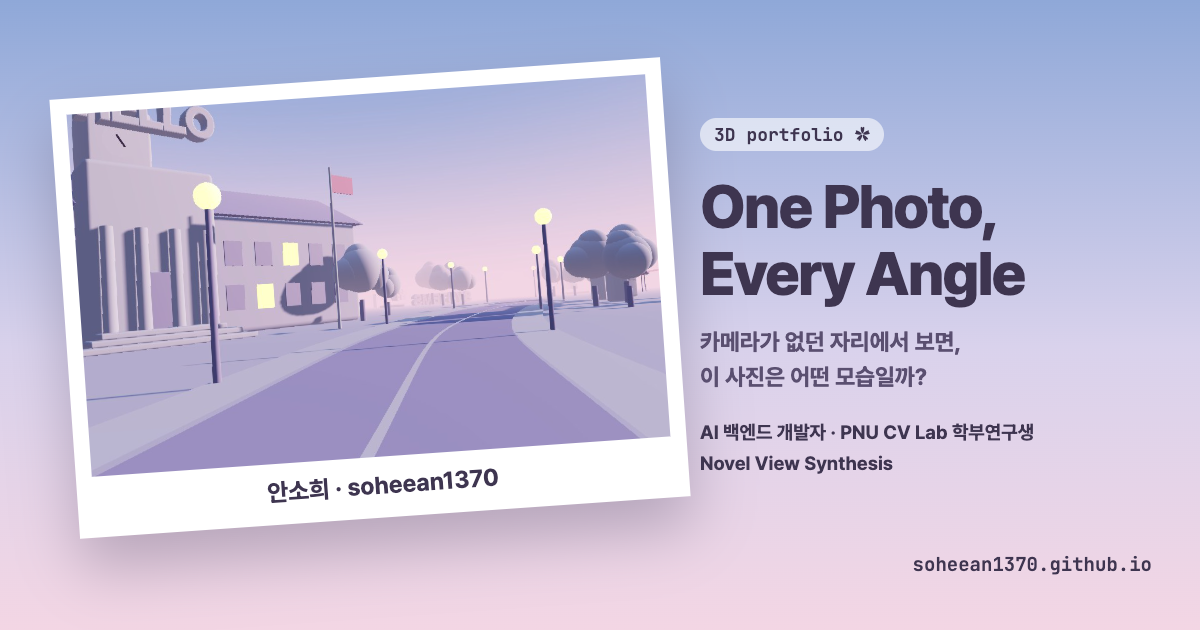 HELLO
안소희 · soheean1370
3D portfolio ✲
One Photo,
Every Angle
카메라가 없던 자리에서 보면,
이 사진은 어떤 모습일까?
AI 백엔드 개발자 · PNU CV Lab 학부연구생
Novel View Synthesis
soheean1370.github.io